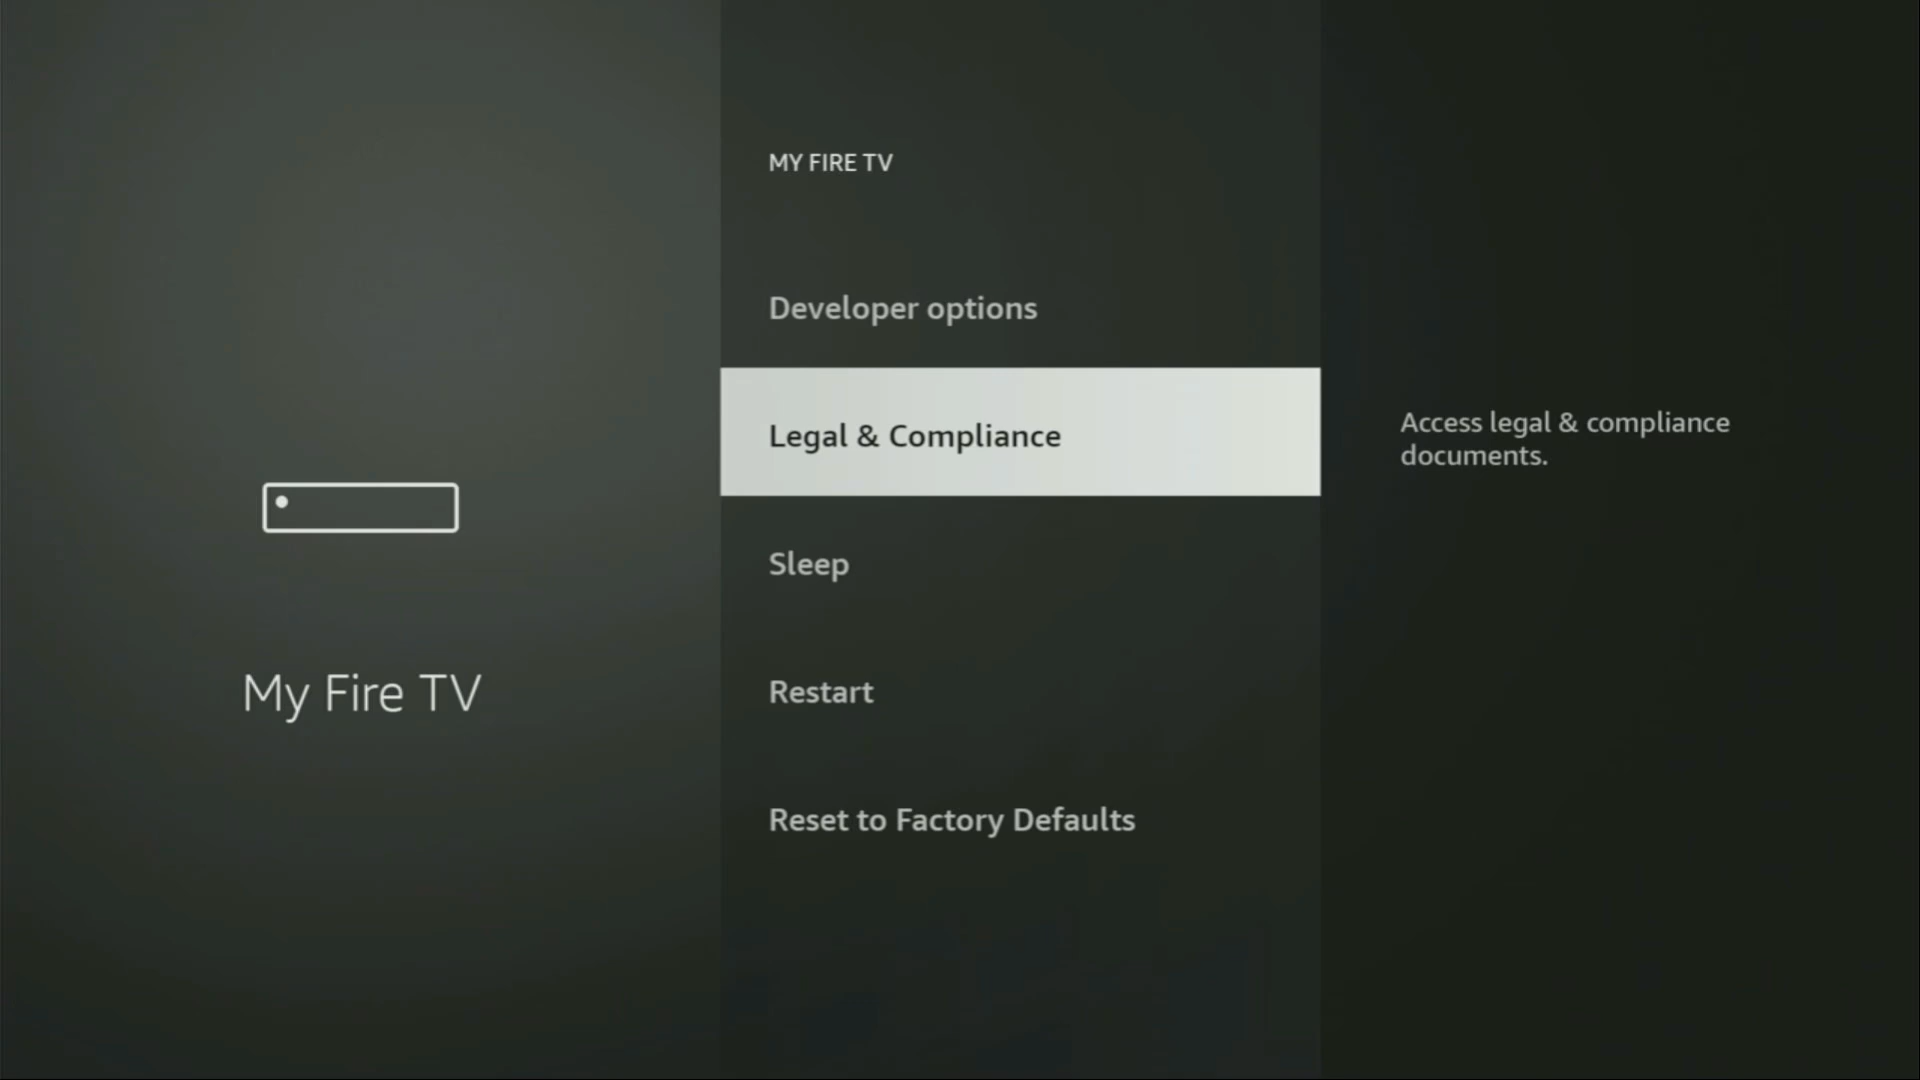 MY FIRE TV
Developer options
Legal & Compliance
Access legal & compliance
documents.
Sleep
Restart
My Fire TV
Reset to Factory Defaults